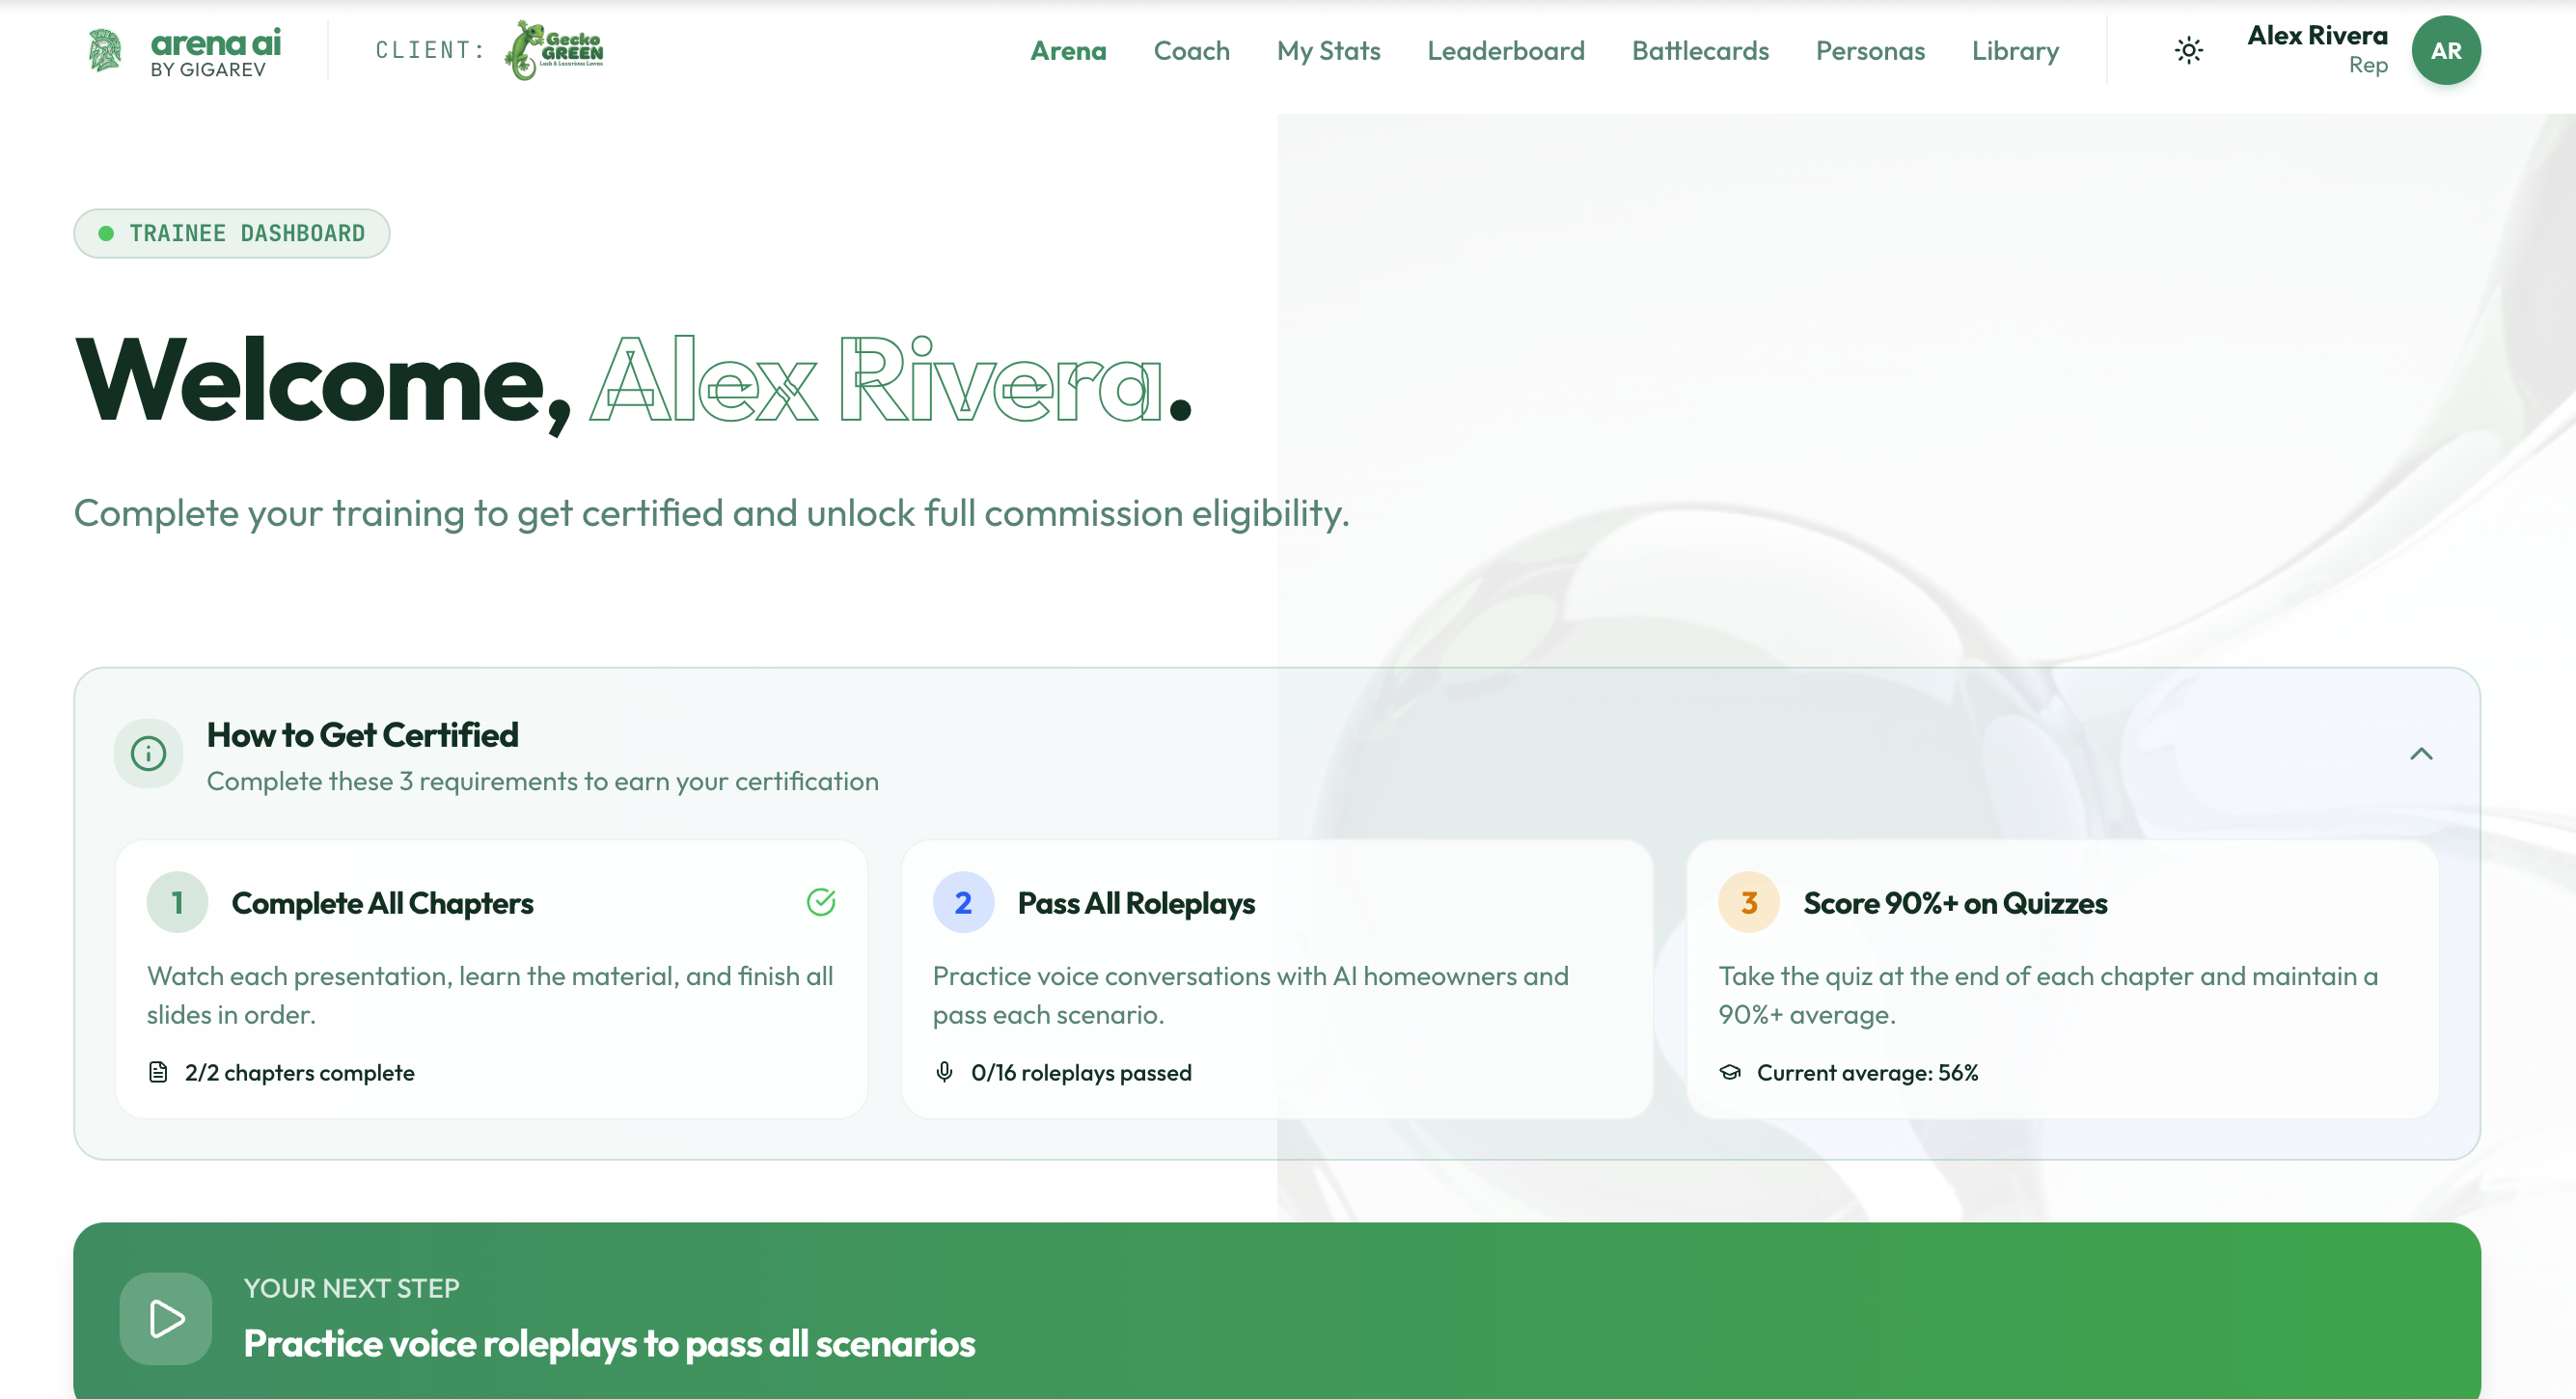 arena ai
BY GIGAREV
CLIENT:
Gecko
GREEN
Arena
Coach
My Stats
Leaderboard
Battlecards
Personas
Library
Alex Rivera
Rep
AR
TRAINEE DASHBOARD
Welcome, Alex Rivera.
Complete your training to get certified and unlock full commission eligibility.
How to Get Certified
Complete these 3 requirements to earn your certification
1
Complete All Chapters
Watch each presentation, learn the material, and finish all
slides in order.
2/2 chapters complete
2
Pass All Roleplays
Practice voice conversations with AI homeowners and
pass each scenario.
0/16 roleplays passed
3
Score 90%+ on Quizzes
Take the quiz at the end of each chapter and maintain a
90%+ average.
Current average: 56%
YOUR NEXT STEP
Practice voice roleplays to pass all scenarios